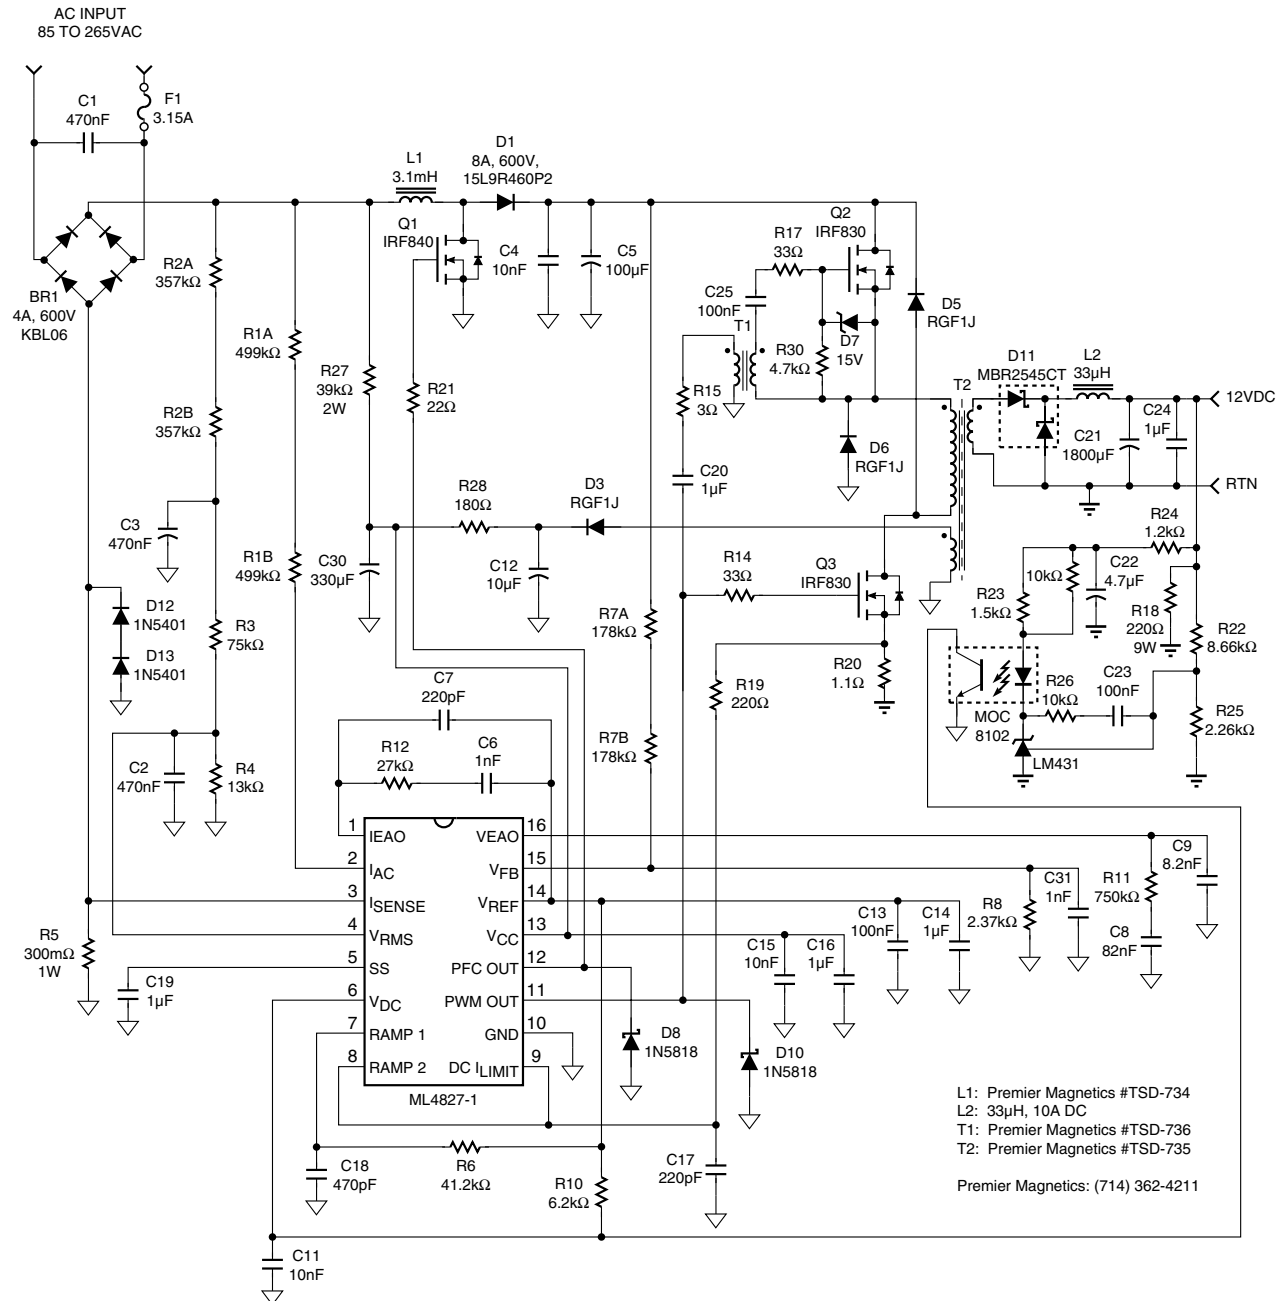 AC INPUT
85 TO 265VAC
C1
470nF
F1
3.15A
BR1
4A, 600V
KBL06
R2A
357kΩ
R2B
357kΩ
C3
470nF
R3
75kΩ
D12
1N5401
D13
1N5401
C2
470nF
R4
13kΩ
R5
300mΩ
1W
R1A
499kΩ
R1B
499kΩ
R27
39kΩ
2W
C30
330µF
L1
3.1mH
D1
8A, 600V,
15L9R460P2
Q1
IRF840
C4
10nF
C5
100µF
R21
22Ω
R28
180Ω
D3
RGF1J
C12
10µF
R7A
178kΩ
R7B
178kΩ
Q2
IRF830
R17
33Ω
C25
100nF
T1
R30
4.7kΩ
D7
15V
D5
RGF1J
R15
3Ω
C20
1µF
D6
RGF1J
T2
D11
MBR2545CT
L2
33µH
C21
1800µF
C24
1µF
12VDC
RTN
R14
33Ω
Q3
IRF830
R20
1.1Ω
R19
220Ω
R24
1.2kΩ
10kΩ
C22
4.7µF
R23
1.5kΩ
R18
220Ω
9W
R22
8.66kΩ
R26
10kΩ
C23
100nF
R25
2.26kΩ
MOC
8102
LM431
C7
220pF
R12
27kΩ
C6
1nF
1 IEAO VEAO 16
2 IAC VFB 15
3 ISENSE VREF 14
4 VRMS VCC 13
5 SS PFC OUT 12
6 VDC PWM OUT 11
7 RAMP 1 GND 10
8 RAMP 2 DC ILIMIT 9
ML4827-1
C19
1µF
C18
470pF
R6
41.2kΩ
R10
6.2kΩ
C11
10nF
C17
220pF
D8
1N5818
D10
1N5818
C15
10nF
C16
1µF
C13
100nF
C14
1µF
R8
2.37kΩ
C31
1nF
R11
750kΩ
C8
82nF
C9
8.2nF
L1: Premier Magnetics #TSD-734
L2: 33µH, 10A DC
T1: Premier Magnetics #TSD-736
T2: Premier Magnetics #TSD-735
Premier Magnetics: (714) 362-4211